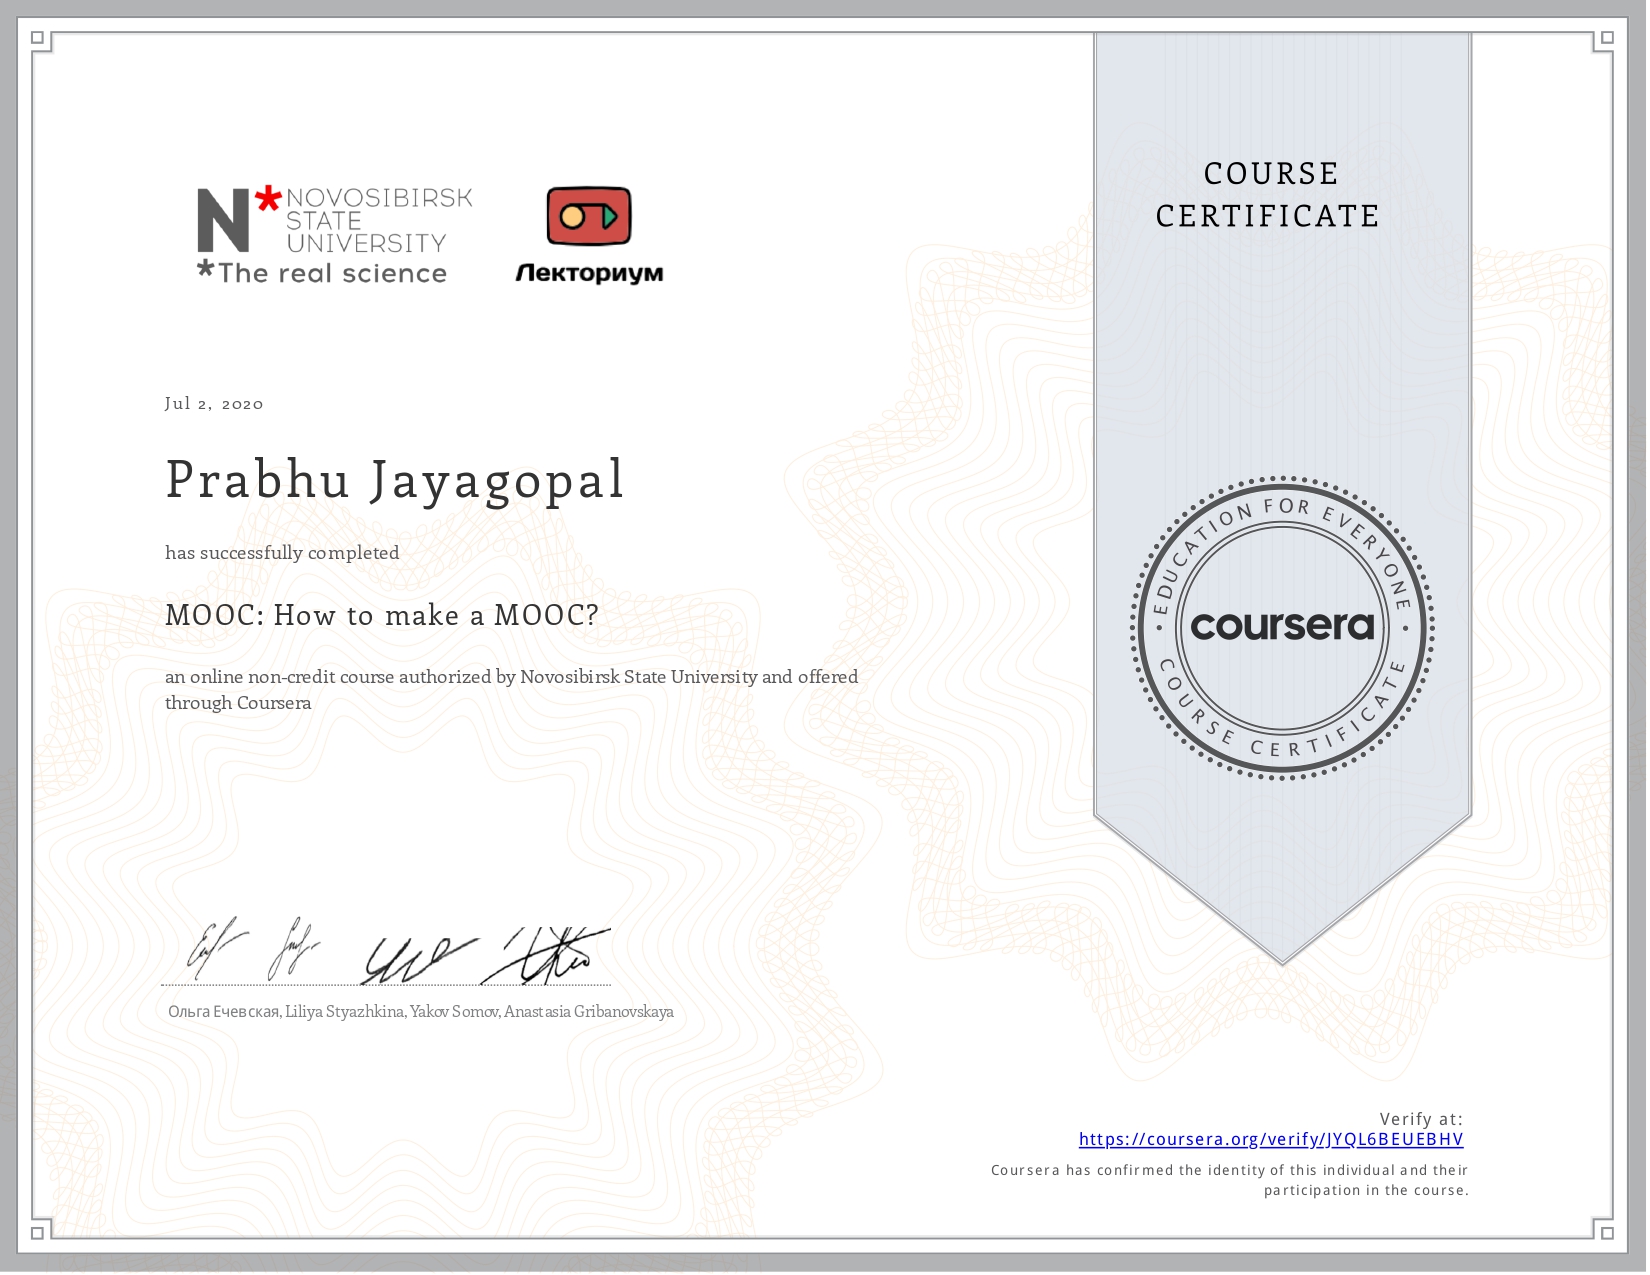 N*
NOVOSIBIRSK
STATE
UNIVERSITY
*The real science
Лекториум
COURSE
CERTIFICATE
Jul 2, 2020
Prabhu Jayagopal
has successfully completed
MOOC: How to make a MOOC?
an online non-credit course authorized by Novosibirsk State University and offered
through Coursera
• EDUCATION FOR EVERYONE •
coursera
COURSE CERTIFICATE
Ольга Ечевская, Liliya Styazhkina, Yakov Somov, Anastasia Gribanovskaya
Verify at:
https://coursera.org/verify/JYQL6BEUEBHV
Coursera has confirmed the identity of this individual and their
participation in the course.